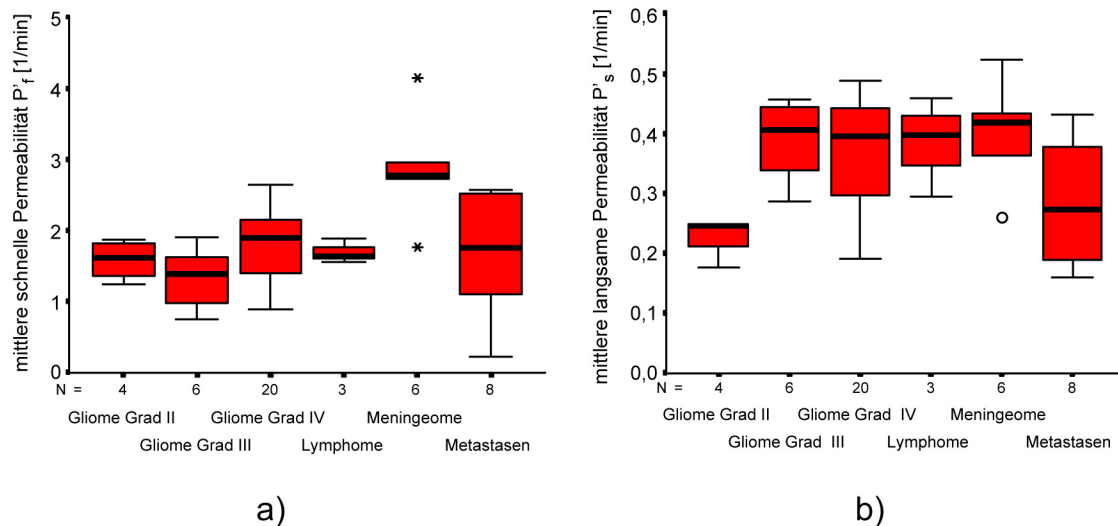 mittlere schnelle Permeabilität P'f [1/min]
5
4
3
2
1
0
N = 4 6 20 3 6 8
Gliome Grad II Gliome Grad IV Meningeome
Gliome Grad III Lymphome Metastasen
a)
mittlere langsame Permeabilität P's [1/min]
0,6
0,5
0,4
0,3
0,2
0,1
0,0
N = 4 6 20 3 6 8
Gliome Grad II Gliome Grad IV Meningeome
Gliome Grad III Lymphome Metastasen
b)